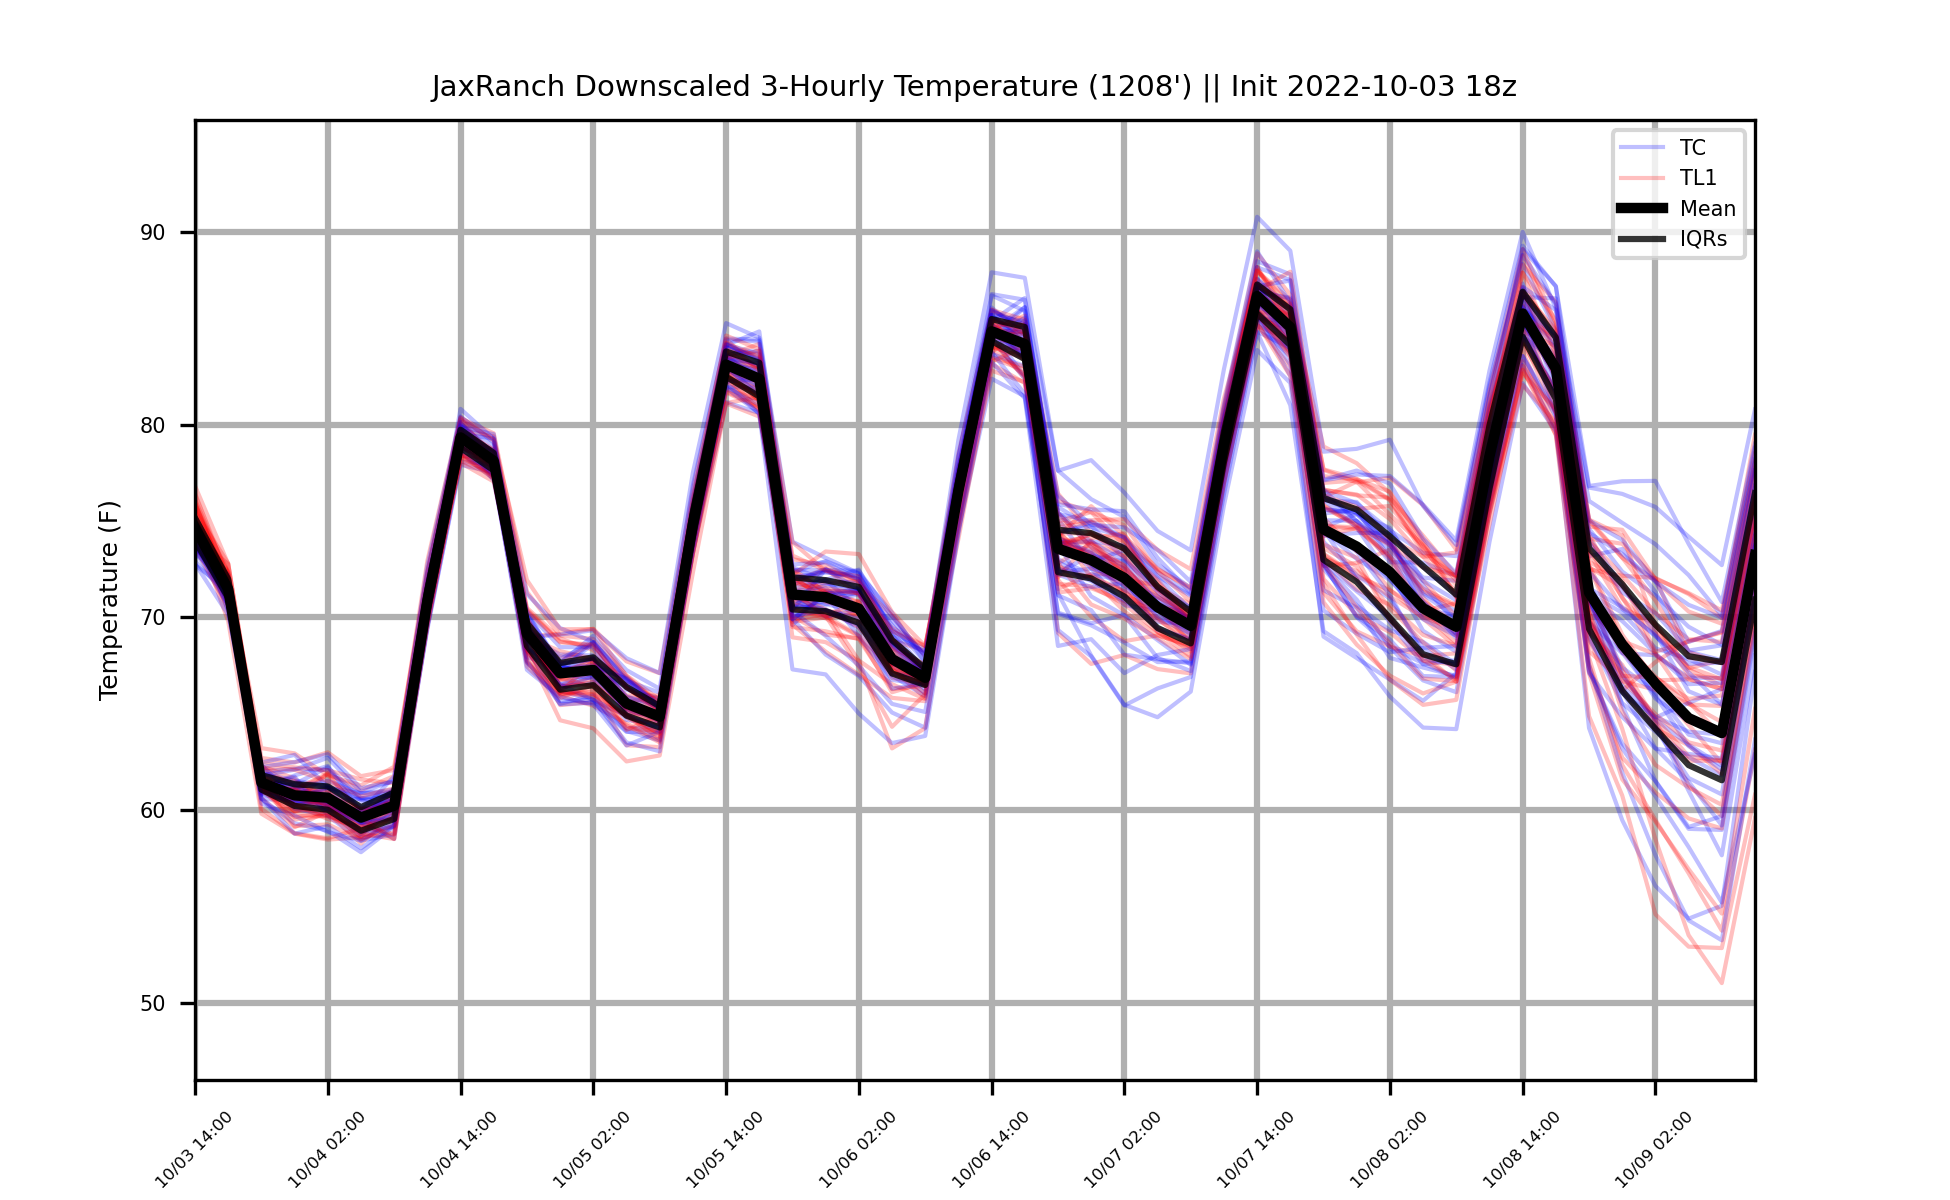 JaxRanch Downscaled 3-Hourly Temperature (1208') || Init 2022-10-03 18z
TC
TL1
Mean
IQRs
Temperature (F)
90
80
70
60
50
10/03 14:00
10/04 02:00
10/04 14:00
10/05 02:00
10/05 14:00
10/06 02:00
10/06 14:00
10/07 02:00
10/07 14:00
10/08 02:00
10/08 14:00
10/09 02:00